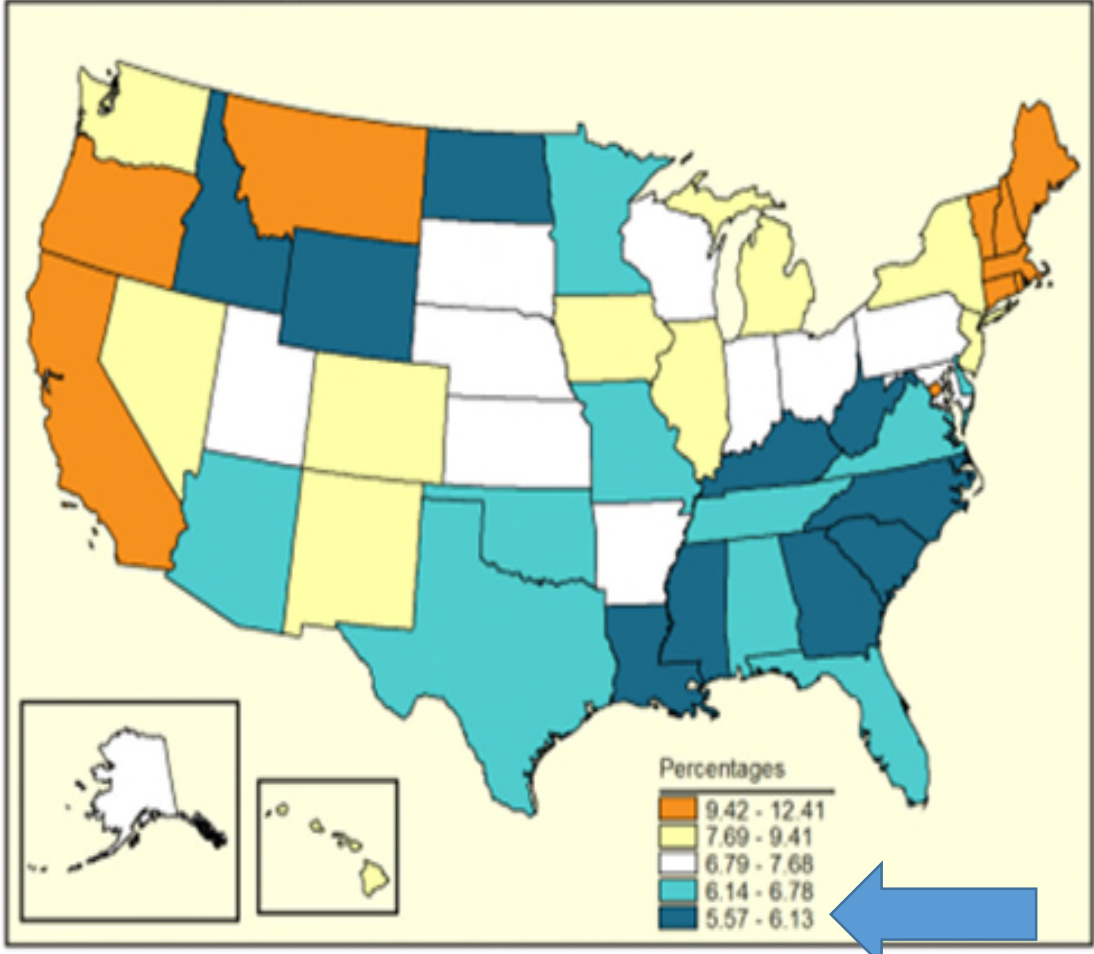 Percentages
9.42 - 12.41
7.69 - 9.41
6.79 - 7.68
6.14 - 6.78
5.57 - 6.13